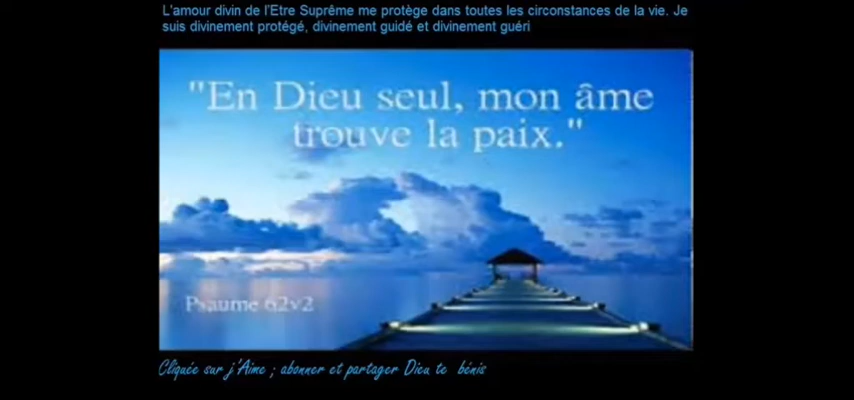 L'amour divin de l'Etre Suprême me protège dans toutes les circonstances de la vie. Je
suis divinement protégé, divinement guidé et divinement guéri
"En Dieu seul, mon âme
trouve la paix."
Psaume 62v2
Cliquée sur j'Aime ; abonner et partager Dieu te bénis